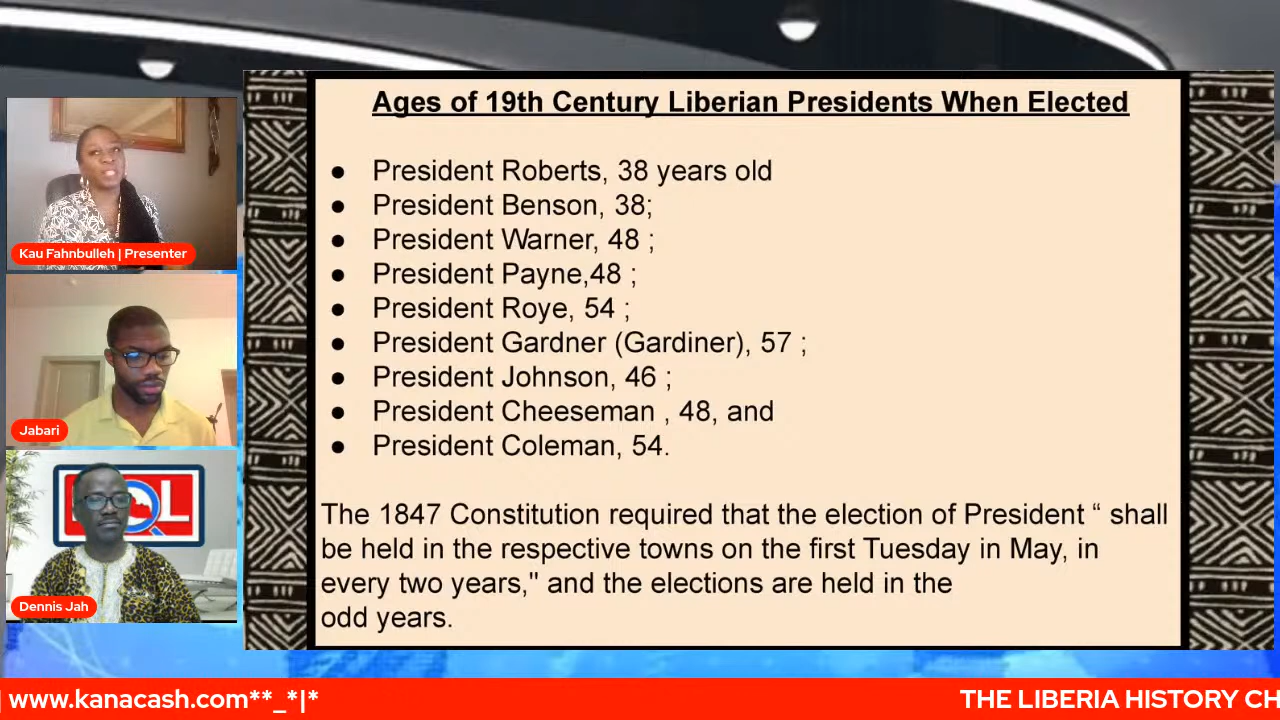 Ages of 19th Century Liberian Presidents When Elected
● President Roberts, 38 years old
● President Benson, 38;
● President Warner, 48 ;
● President Payne,48 ;
● President Roye, 54 ;
● President Gardner (Gardiner), 57 ;
● President Johnson, 46 ;
● President Cheeseman , 48, and
● President Coleman, 54.
The 1847 Constitution required that the election of President “ shall
be held in the respective towns on the first Tuesday in May, in
every two years," and the elections are held in the
odd years.
Kau Fahnbulleh | Presenter
Jabari
Dennis Jah
| www.kanacash.com**_*|*
THE LIBERIA HISTORY CH